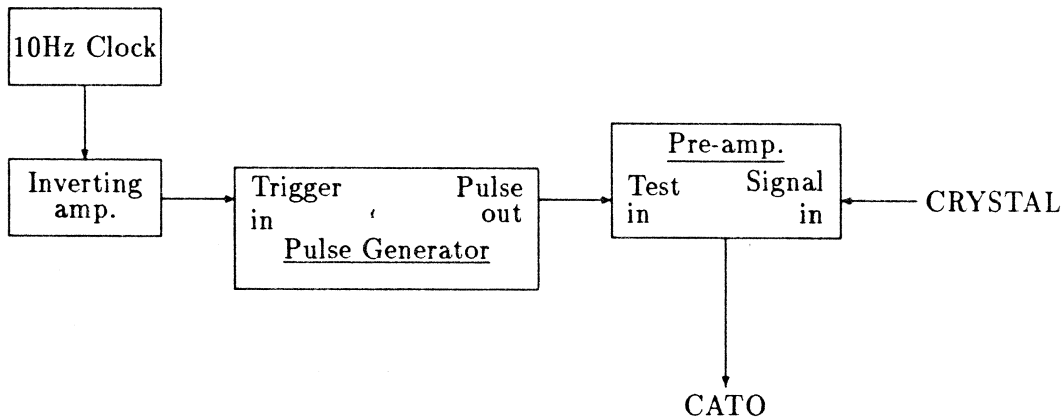 10Hz Clock
Inverting
amp.
Trigger
in
Pulse
out
Pulse Generator
Pre-amp.
Test
in
Signal
in
CRYSTAL
CATO